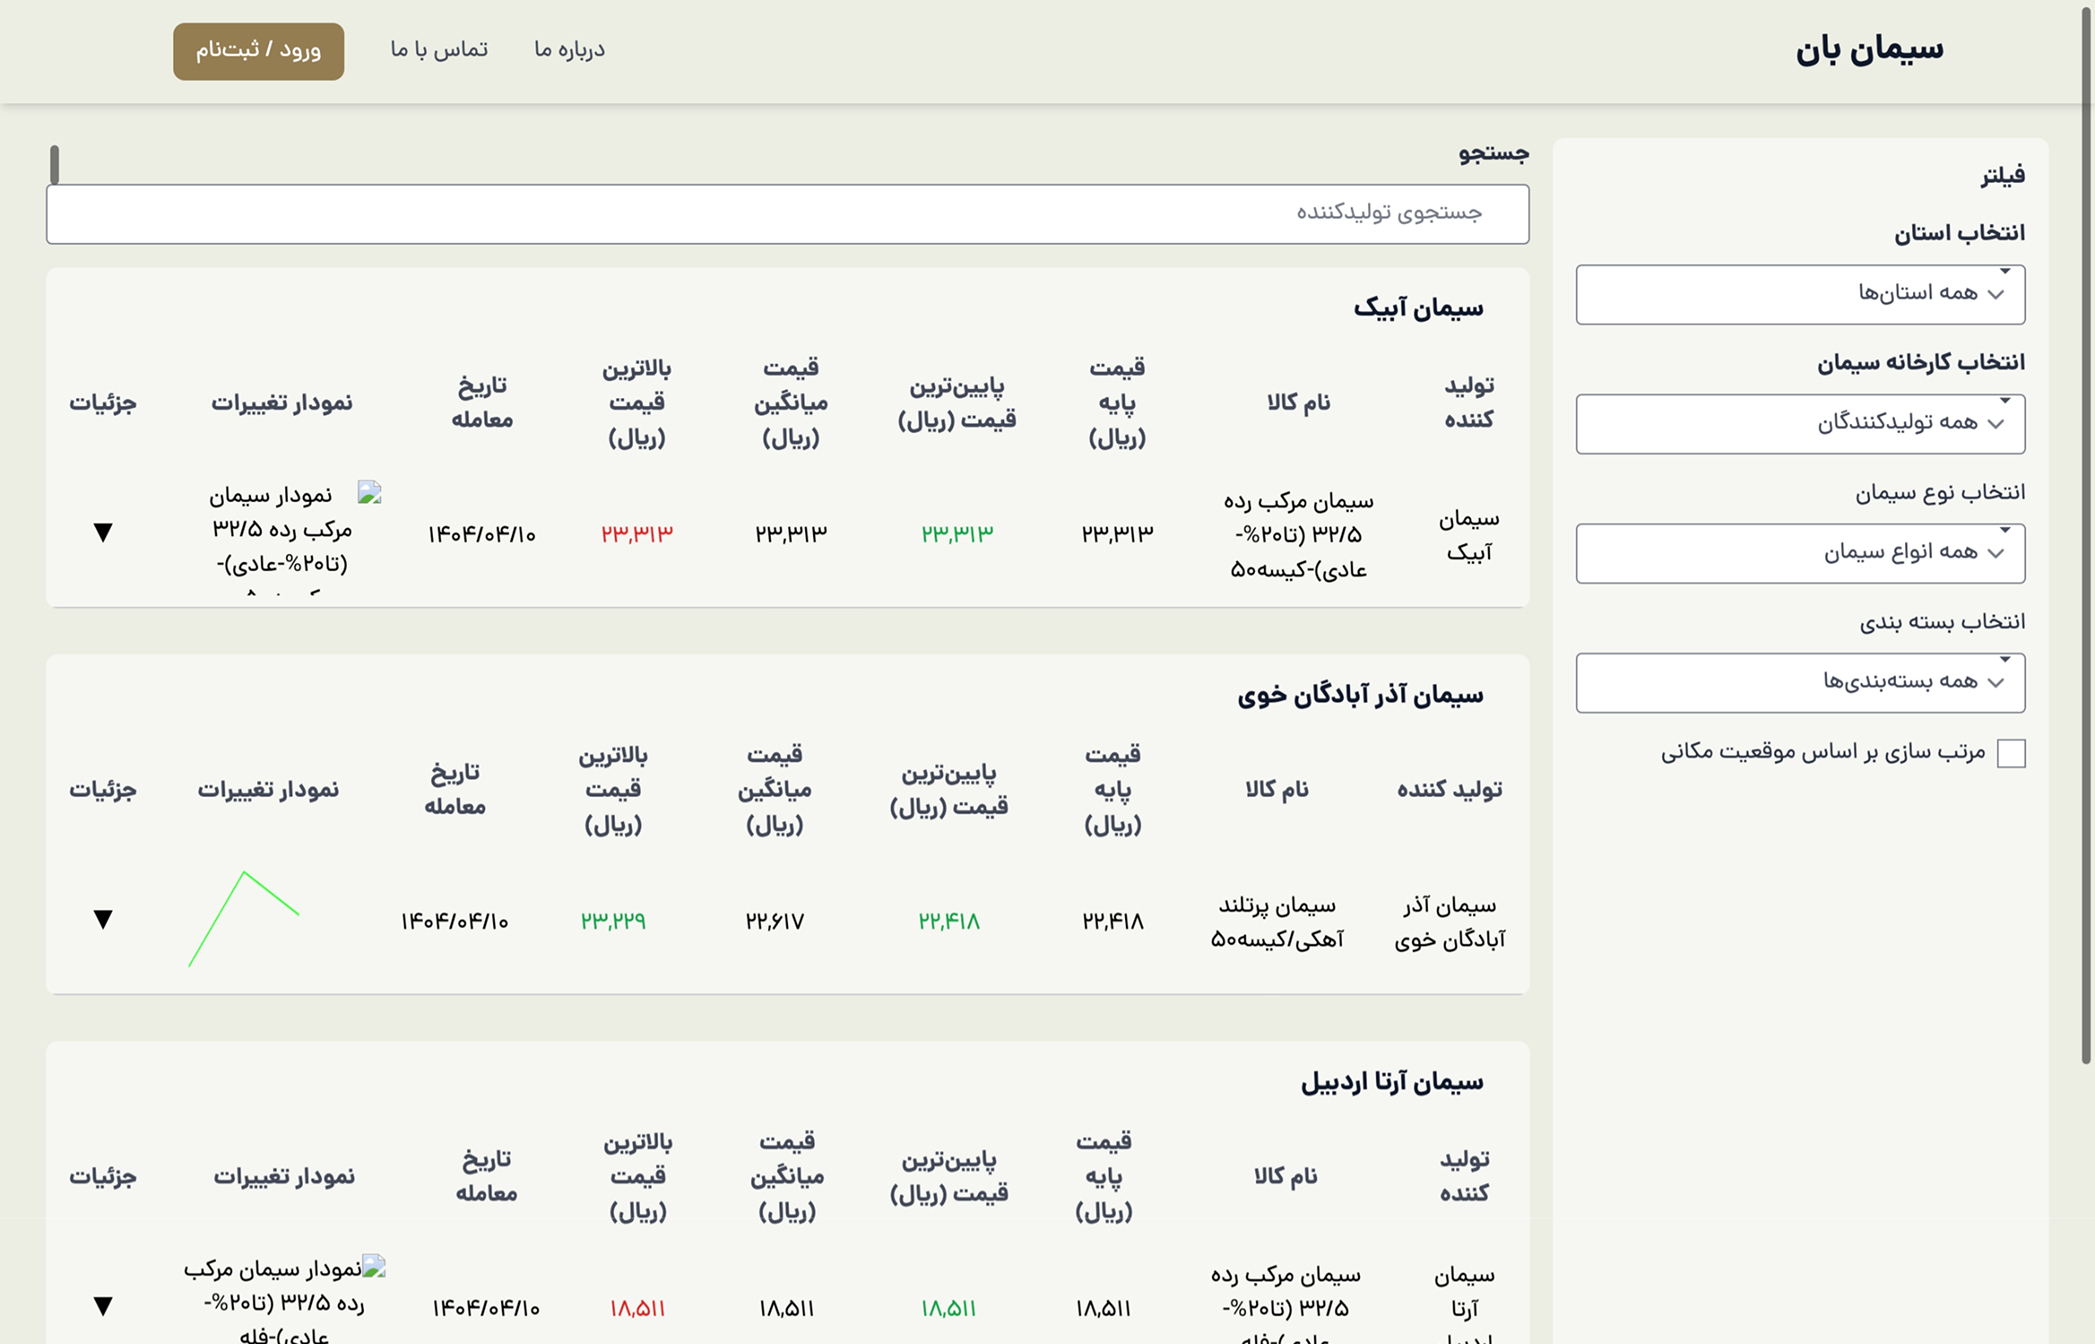 سیمان بان
درباره ما
تماس با ما
ورود / ثبت‌نام
فیلتر
انتخاب استان
همه استان‌ها
انتخاب کارخانه سیمان
همه تولیدکنندگان
انتخاب نوع سیمان
همه انواع سیمان
انتخاب بسته بندی
همه بسته‌بندی‌ها
مرتب سازی بر اساس موقعیت مکانی
جستجو
جستجوی تولیدکننده
سیمان آبیک
تولید
کننده
نام کالا
قیمت
پایه
(ریال)
پایین‌ترین
قیمت (ریال)
قیمت
میانگین
(ریال)
بالاترین
قیمت
(ریال)
تاریخ
معامله
نمودار تغییرات
جزئیات
سیمان
آبیک
سیمان مرکب رده
۳۲/۵ (تا۲۰%-
عادی)-کیسه۵۰
۲۳,۳۱۳
۲۳,۳۱۳
۲۳,۳۱۳
۲۳,۳۱۳
۱۴۰۴/۰۴/۱۰
نمودار سیمان
مرکب رده ۳۲/۵
(تا۲۰%-عادی)-
▼
سیمان آذر آبادگان خوی
تولید کننده
نام کالا
قیمت
پایه
(ریال)
پایین‌ترین
قیمت (ریال)
قیمت
میانگین
(ریال)
بالاترین
قیمت
(ریال)
تاریخ
معامله
نمودار تغییرات
جزئیات
سیمان آذر
آبادگان خوی
سیمان پرتلند
آهکی/کیسه۵۰
۲۲,۴۱۸
۲۲,۴۱۸
۲۲,۶۱۷
۲۳,۲۲۹
۱۴۰۴/۰۴/۱۰
▼
سیمان آرتا اردبیل
تولید
کننده
نام کالا
قیمت
پایه
(ریال)
پایین‌ترین
قیمت (ریال)
قیمت
میانگین
(ریال)
بالاترین
قیمت
(ریال)
تاریخ
معامله
نمودار تغییرات
جزئیات
سیمان
آرتا
سیمان مرکب رده
۳۲/۵ (تا۲۰%-
عادی)-فله
۱۸,۵۱۱
۱۸,۵۱۱
۱۸,۵۱۱
۱۸,۵۱۱
۱۴۰۴/۰۴/۱۰
نمودار سیمان مرکب
رده ۳۲/۵ (تا۲۰%-
عادی)-فله
▼